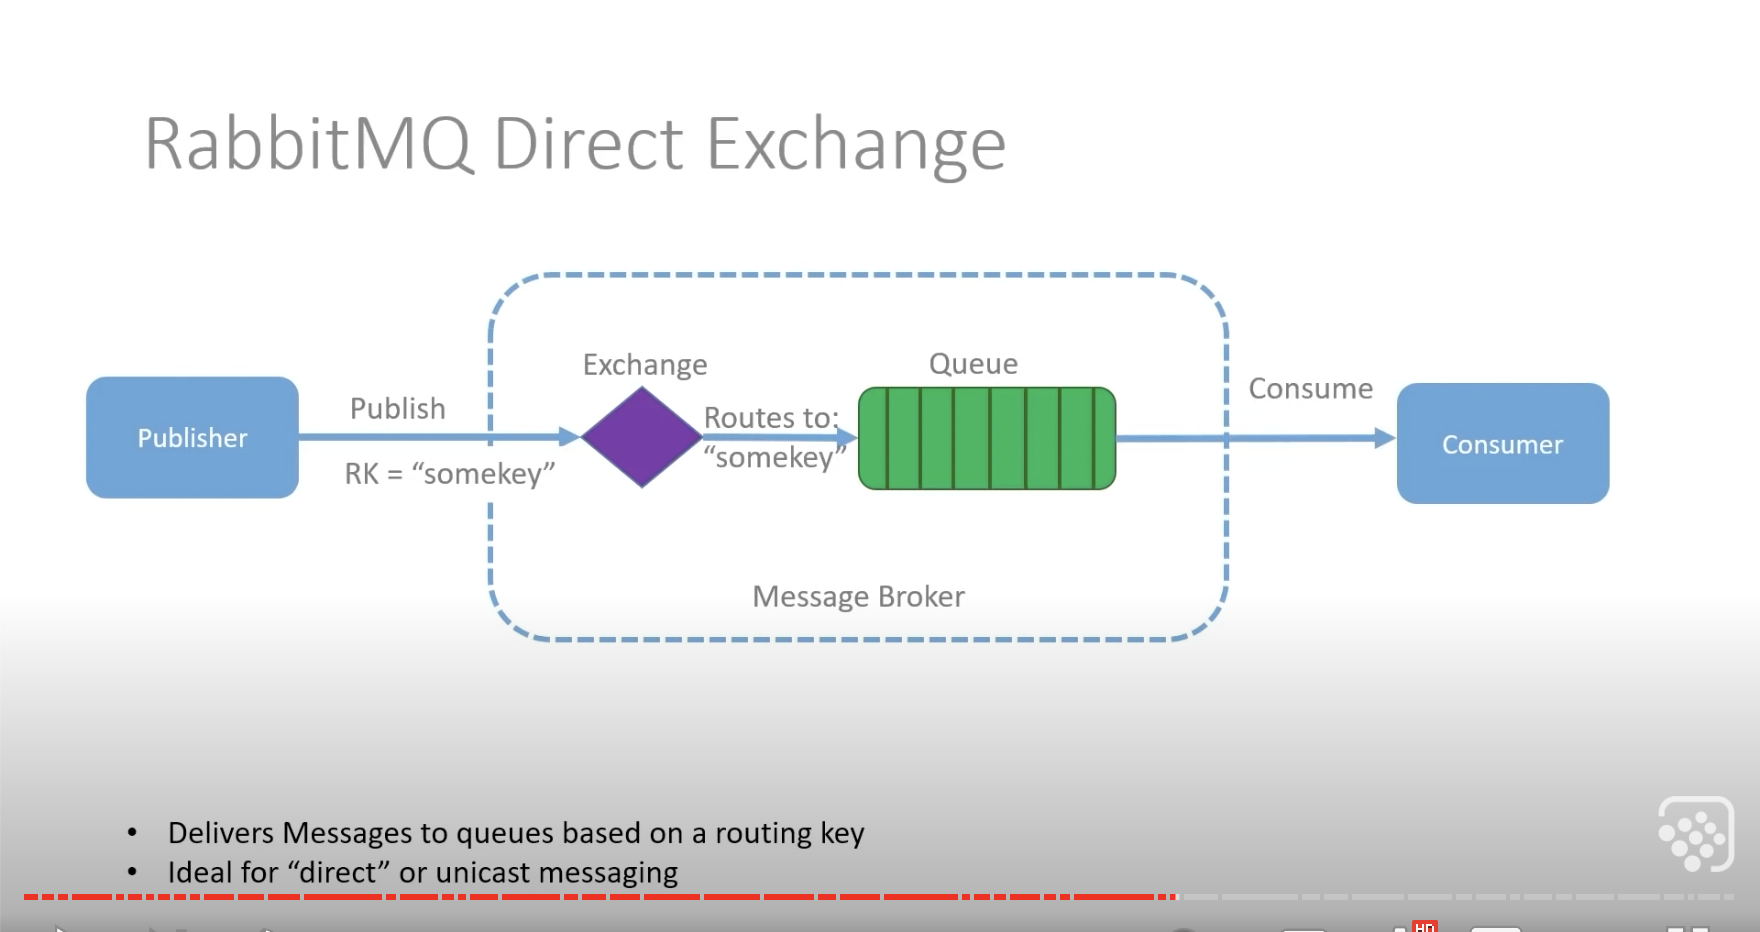 RabbitMQ Direct Exchange
Exchange
Queue
Publish
Routes to:
Consume
Publisher
RK = “somekey”
“somekey”
Consumer
Message Broker
• Delivers Messages to queues based on a routing key
• Ideal for “direct” or unicast messaging
HD